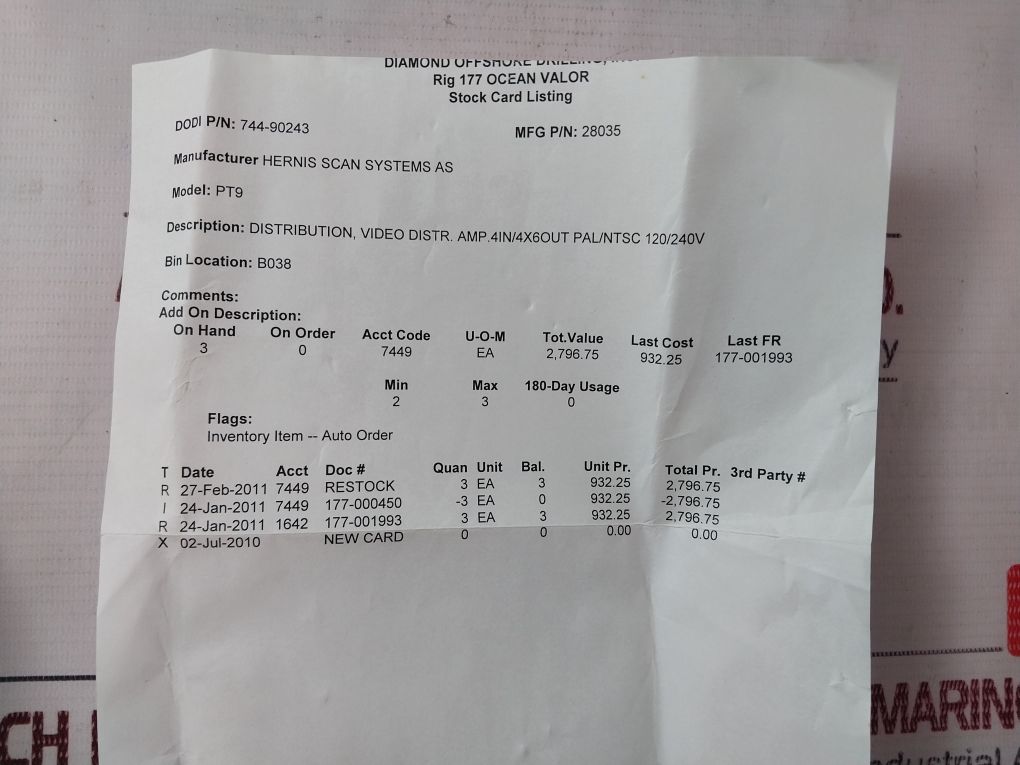 DIAMOND OFFSHORE DRILLING, INC.
Rig 177 OCEAN VALOR
Stock Card Listing
DODI P/N: 744-90243 MFG P/N: 28035
Manufacturer HERNIS SCAN SYSTEMS AS
Model: PT9
Description: DISTRIBUTION, VIDEO DISTR. AMP.4IN/4X6OUT PAL/NTSC 120/240V
Bin Location: B038
Comments:
Add On Description:
On Hand On Order Acct Code U-O-M Tot.Value Last Cost Last FR
3 0 7449 EA 2,796.75 932.25 177-001993
Min Max 180-Day Usage
2 3 0
Flags:
Inventory Item -- Auto Order
T Date Acct Doc # Quan Unit Bal. Unit Pr. Total Pr. 3rd Party #
R 27-Feb-2011 7449 RESTOCK 3 EA 3 932.25 2,796.75
I 24-Jan-2011 7449 177-000450 -3 EA 0 932.25 -2,796.75
R 24-Jan-2011 1642 177-001993 3 EA 3 932.25 2,796.75
X 02-Jul-2010 NEW CARD 0 0 0.00 0.00
CH MARIN